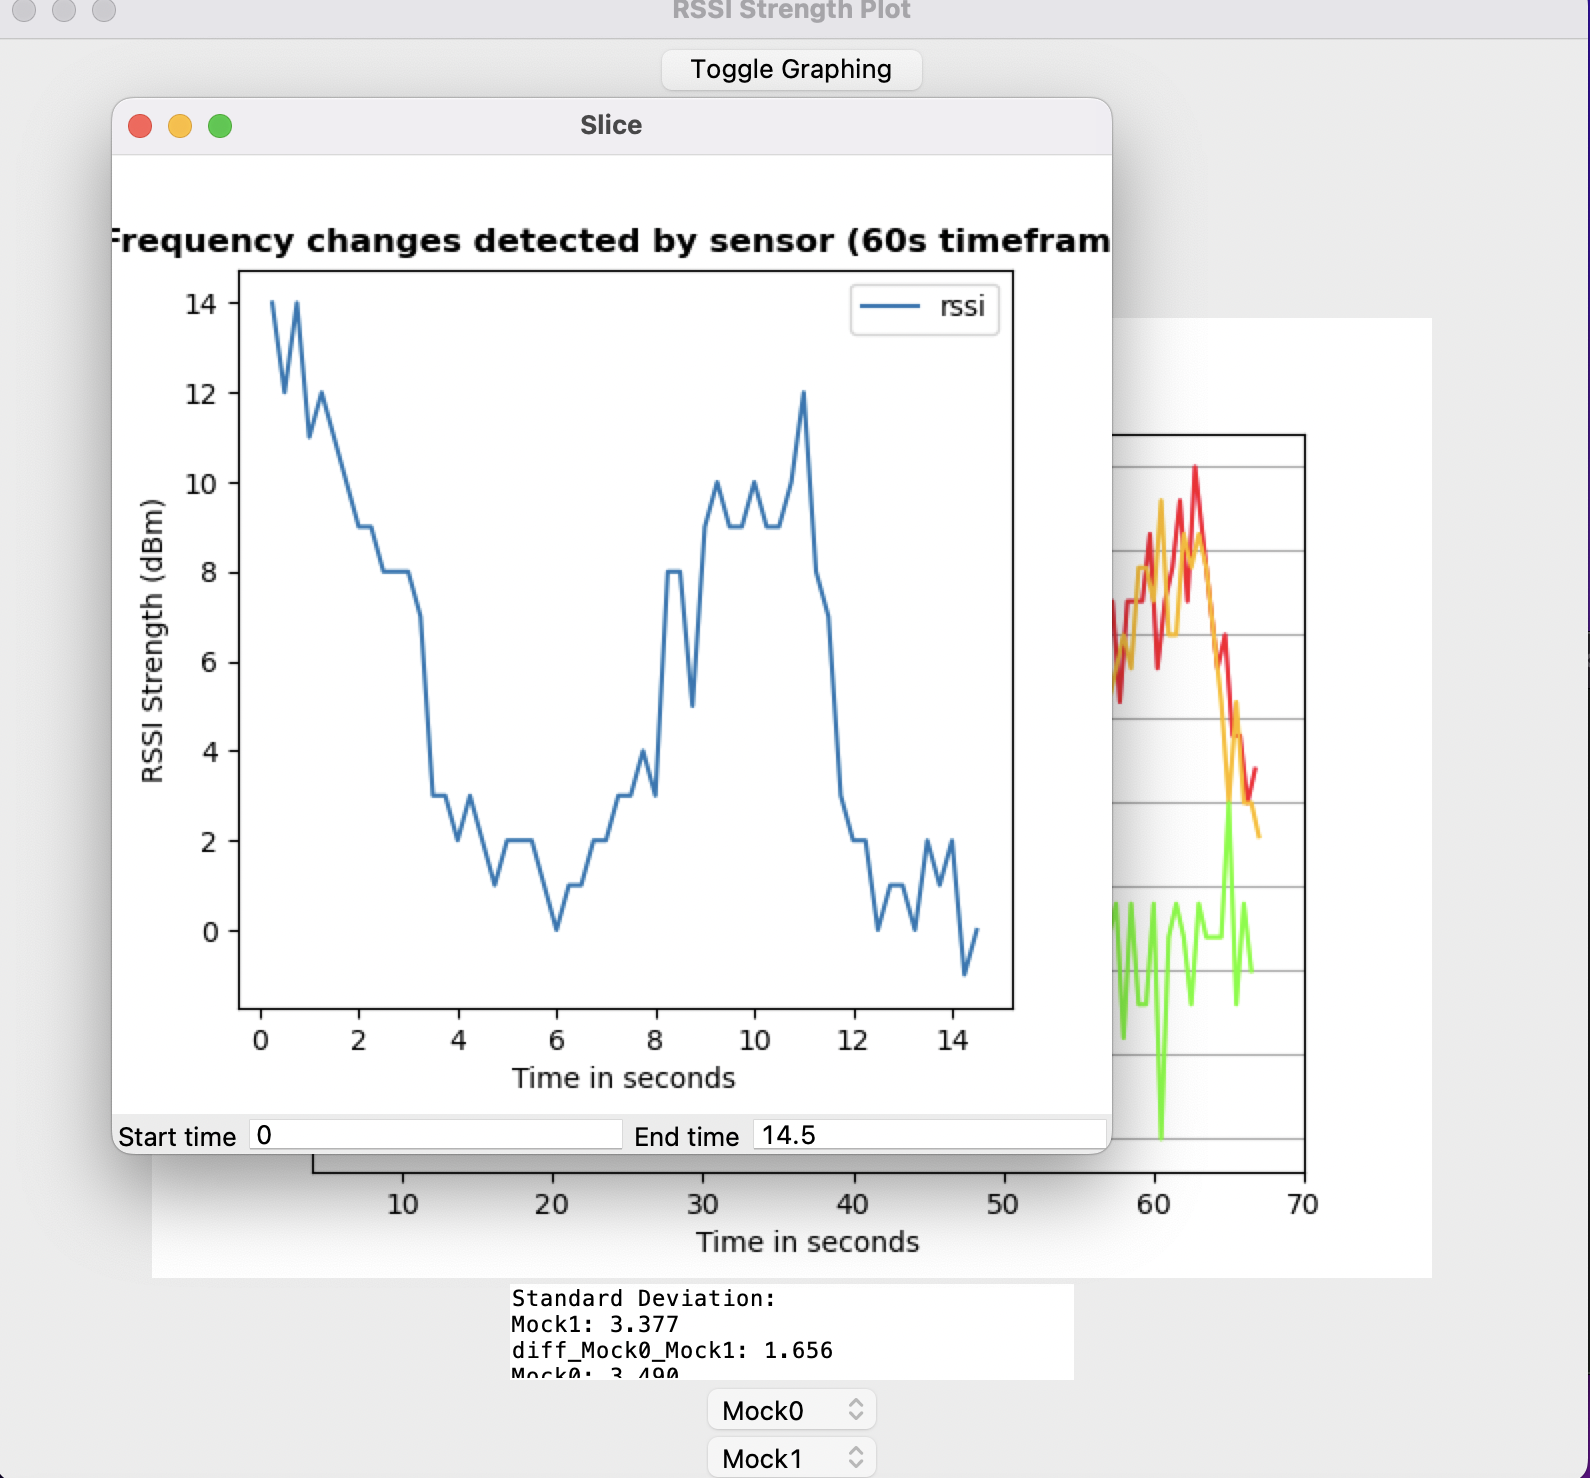 RSSI Strength Plot
Toggle Graphing
Slice
Frequency changes detected by sensor (60s timefram
rssi
14
12
10
8
6
4
2
0
RSSI Strength (dBm)
0 2 4 6 8 10 12 14
Time in seconds
Start time 0 End time 14.5
10 20 30 40 50 60 70
Time in seconds
Standard Deviation:
Mock1: 3.377
diff_Mock0_Mock1: 1.656
Mock0: 3.490
Mock0
Mock1